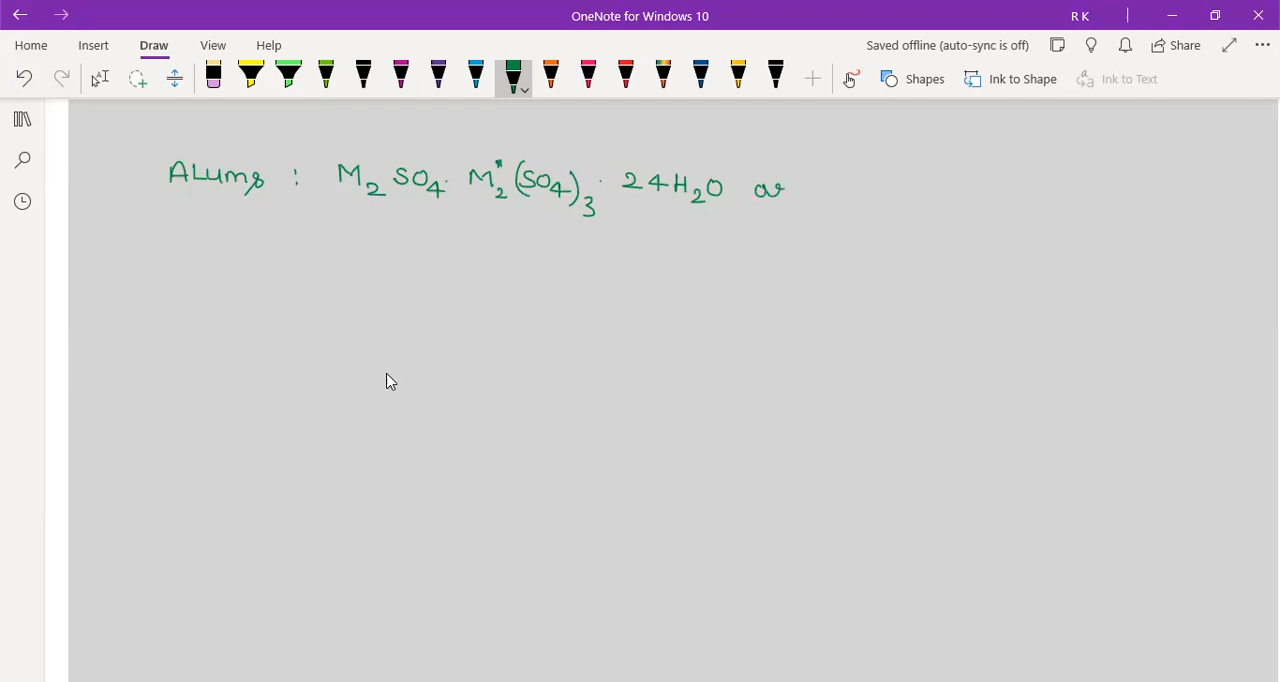 OneNote for Windows 10
R K
Home Insert Draw View Help
Saved offline (auto-sync is off)
Share
Shapes
Ink to Shape
Ink to Text
Alums : M₂SO₄. M₂"(SO₄)₃. 24H₂O or